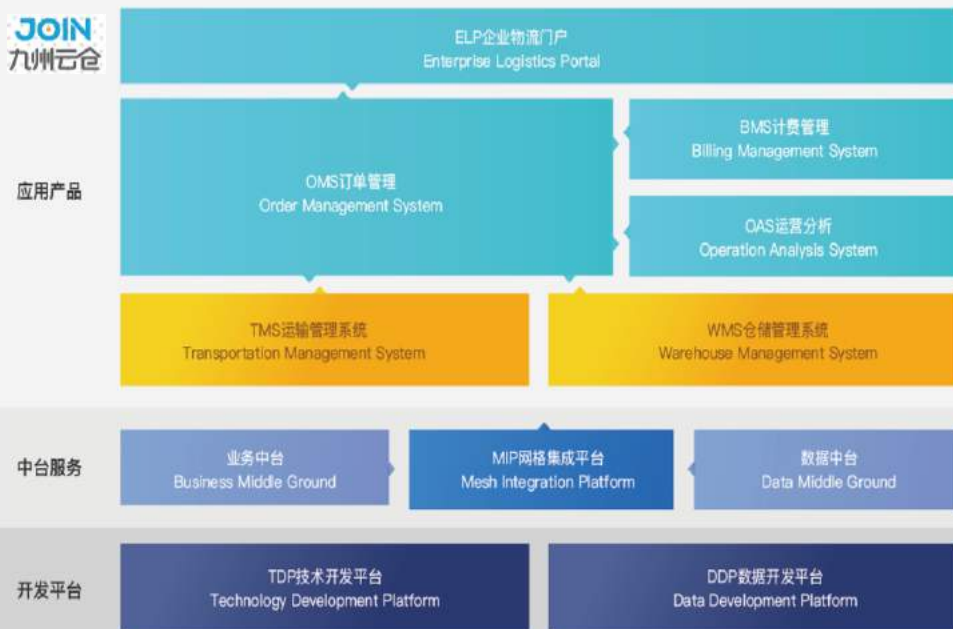 JOIN
九州云仓
ELP企业物流门户
Enterprise Logistics Portal
应用产品
OMS订单管理
Order Management System
BMS计费管理
Billing Management System
OAS运营分析
Operation Analysis System
TMS运输管理系统
Transportation Management System
WMS仓储管理系统
Warehouse Management System
中台服务
业务中台
Business Middle Ground
MIP网格集成平台
Mesh Integration Platform
数据中台
Data Middle Ground
开发平台
TDP技术开发平台
Technology Development Platform
DDP数据开发平台
Data Development Platform